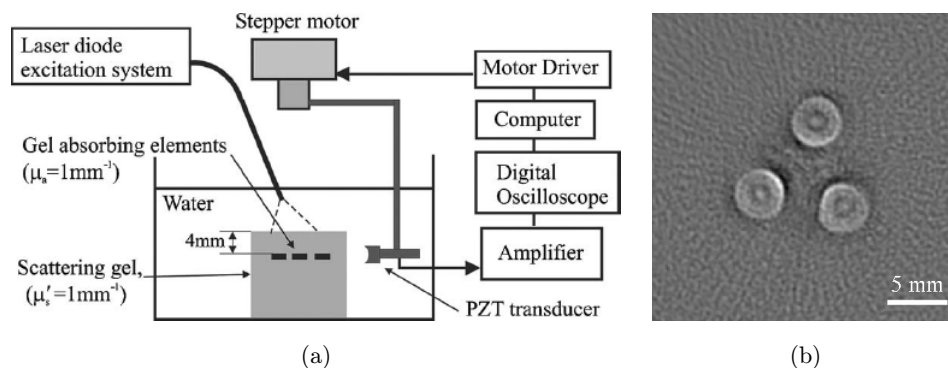 Stepper motor
Laser diode
excitation system
Motor Driver
Computer
Gel absorbing elements
(μₐ=1mm⁻¹)
Digital
Oscilloscope
Water
4mm
Amplifier
Scattering gel,
(μₛ′=1mm⁻¹)
PZT transducer
5 mm
(a)
(b)